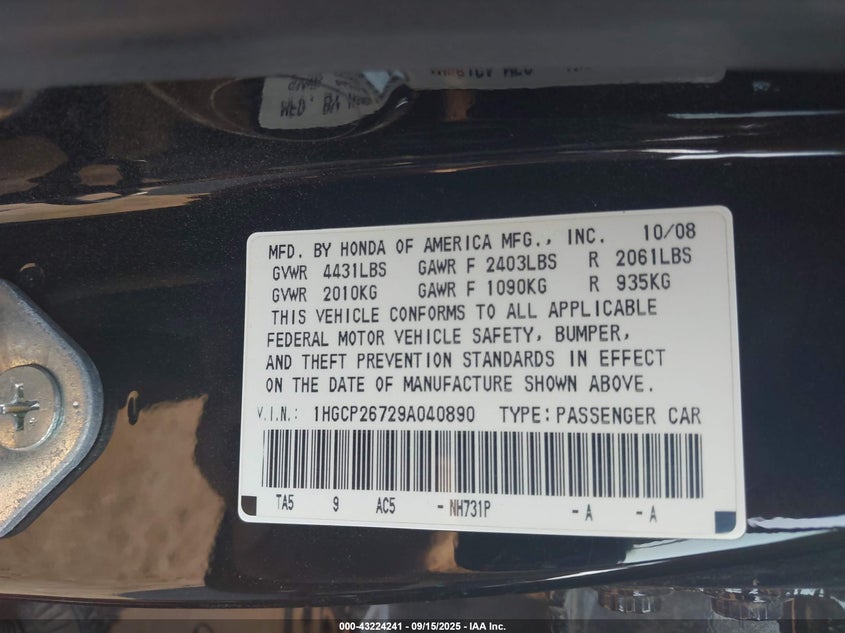 MFD. BY HONDA OF AMERICA MFG., INC. 10/08
GVWR 4431LBS GAWR F 2403LBS R 2061LBS
GVWR 2010KG GAWR F 1090KG R 935KG
THIS VEHICLE CONFORMS TO ALL APPLICABLE
FEDERAL MOTOR VEHICLE SAFETY, BUMPER,
AND THEFT PREVENTION STANDARDS IN EFFECT
ON THE DATE OF MANUFACTURE SHOWN ABOVE.
V.I.N.: 1HGCP26729A040890 TYPE: PASSENGER CAR
TA5 9 AC5 - NH731P - A - A
000-43224241 - 09/15/2025 - IAA Inc.